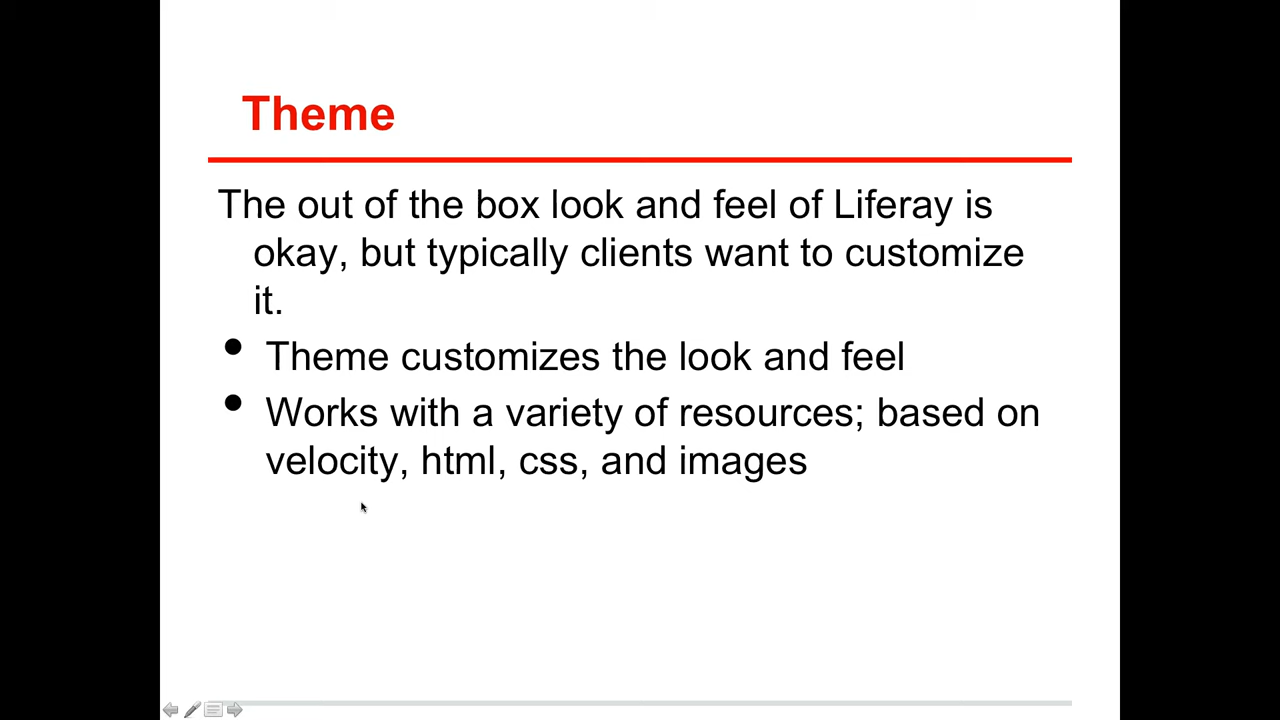 Theme
The out of the box look and feel of Liferay is
okay, but typically clients want to customize
it.
• Theme customizes the look and feel
• Works with a variety of resources; based on
velocity, html, css, and images